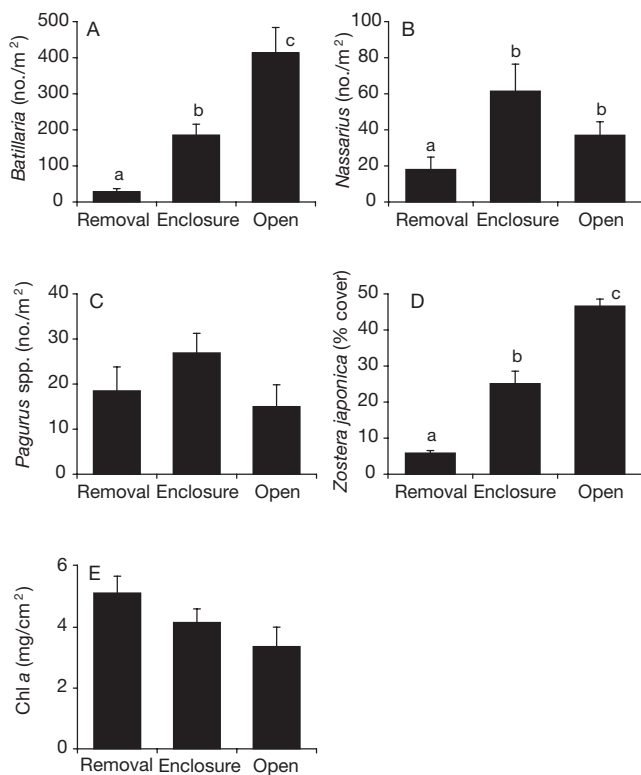 A
Batillaria (no./m²)
500
400
300
200
100
0
a
b
c
Removal Enclosure Open
B
Nassarius (no./m²)
100
80
60
40
20
0
a
b
b
Removal Enclosure Open
C
Pagurus spp. (no./m²)
40
30
20
10
0
Removal Enclosure Open
D
Zostera japonica (% cover)
50
40
30
20
10
0
a
b
c
Removal Enclosure Open
E
Chl a (mg/cm²)
6
4
2
0
Removal Enclosure Open